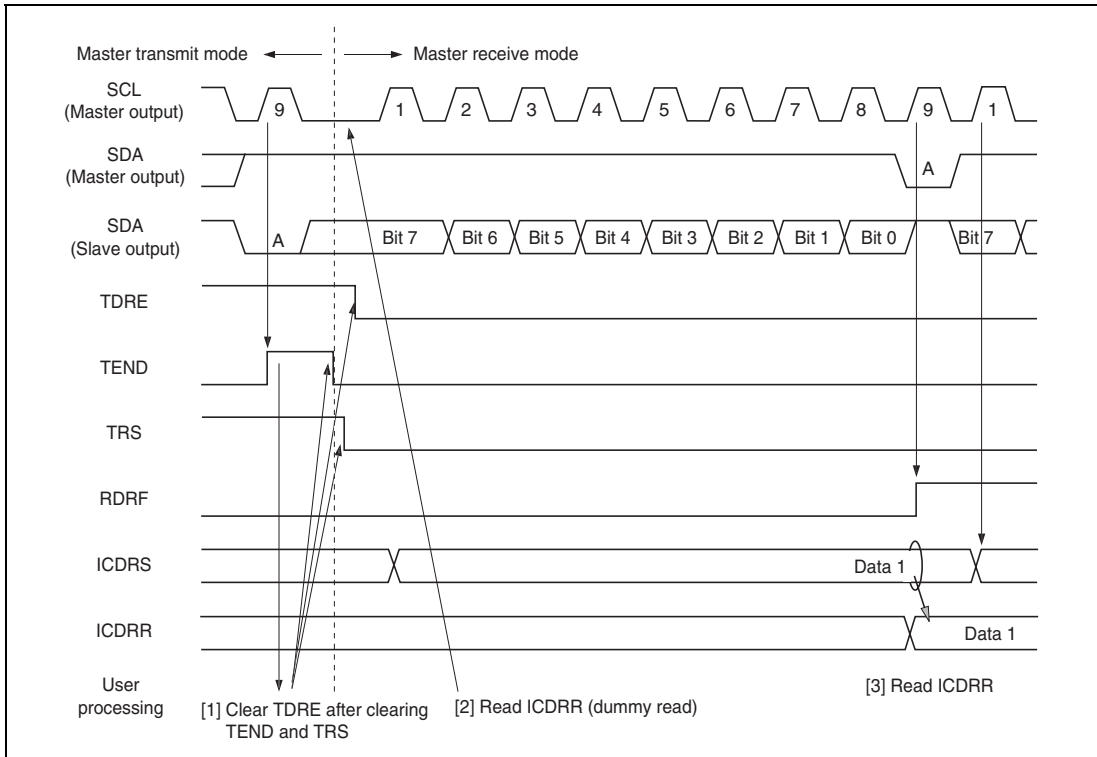 Master transmit mode
Master receive mode
SCL
(Master output)
9 1 2 3 4 5 6 7 8 9 1
SDA
(Master output)
A
SDA
(Slave output)
A Bit 7 Bit 6 Bit 5 Bit 4 Bit 3 Bit 2 Bit 1 Bit 0 Bit 7
TDRE
TEND
TRS
RDRF
ICDRS
Data 1
ICDRR
Data 1
User
processing
[1] Clear TDRE after clearing
TEND and TRS
[2] Read ICDRR (dummy read)
[3] Read ICDRR